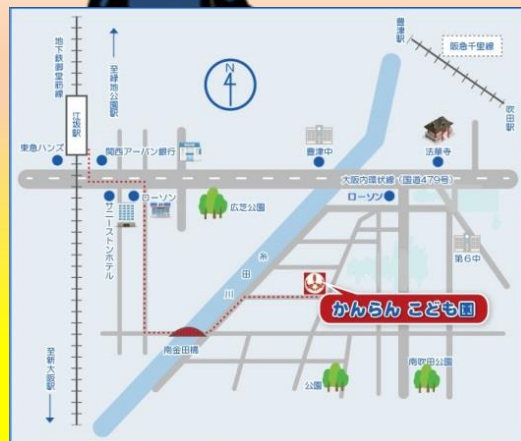 地下鉄御堂筋線
至緑地公園駅
N
豊津駅
阪急千里線
吹田駅
江坂駅
東急ハンズ
関西アーバン銀行
豊津中
法華寺
大阪内環状線（国道479号）
サニーストンホテル
ローソン
広芝公園
ローソン
第6中
糸田川
かんらん こども園
南金田橋
至新大阪駅
公園
南吹田公園